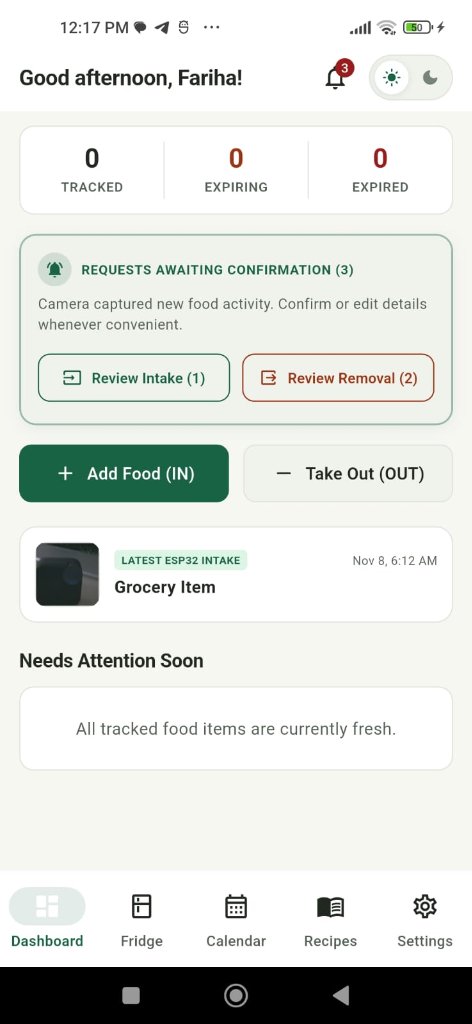 12:17 PM
50
Good afternoon, Fariha!
3
0
TRACKED
0
EXPIRING
0
EXPIRED
REQUESTS AWAITING CONFIRMATION (3)
Camera captured new food activity. Confirm or edit details
whenever convenient.
Review Intake (1)
Review Removal (2)
Add Food (IN)
Take Out (OUT)
LATEST ESP32 INTAKE
Nov 8, 6:12 AM
Grocery Item
Needs Attention Soon
All tracked food items are currently fresh.
Dashboard
Fridge
Calendar
Recipes
Settings